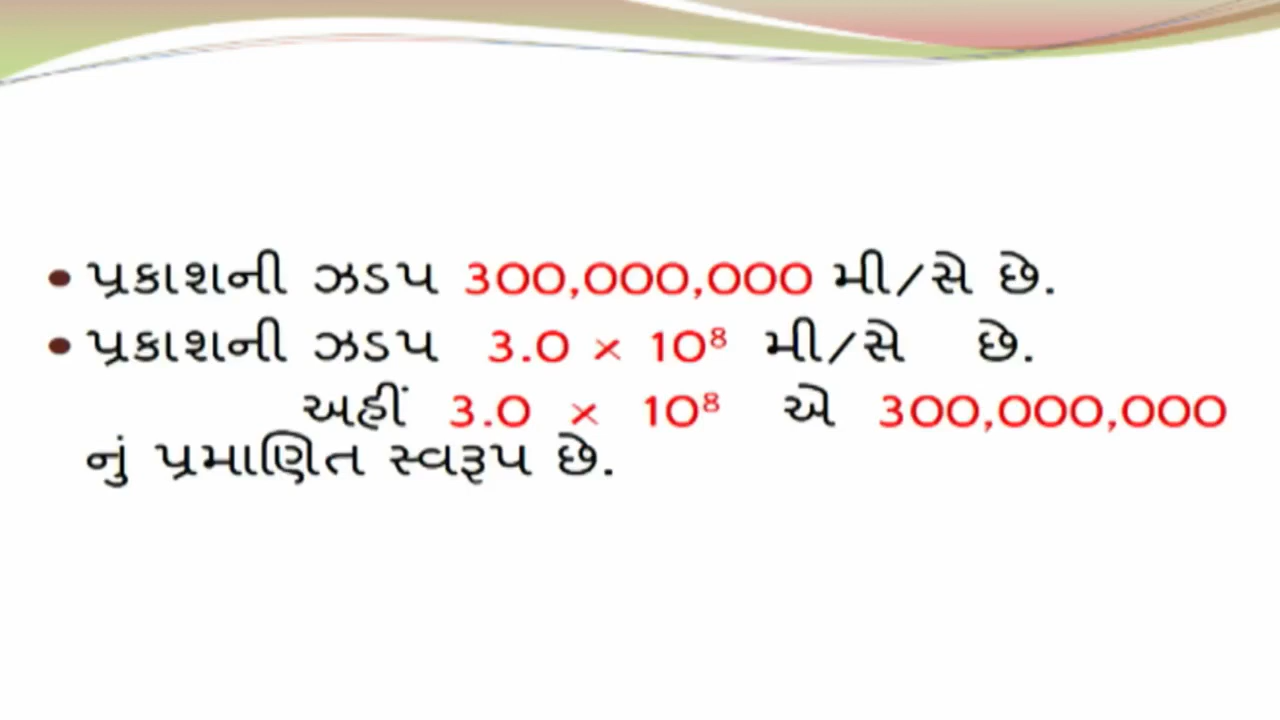 • પ્રકાશની ઝડપ 300,000,000 મી/સે છે.
• પ્રકાશની ઝડપ 3.0 × 10⁸ મી/સે છે.
અહીં 3.0 × 10⁸ એ 300,000,000
નું પ્રમાણિત સ્વરૂપ છે.